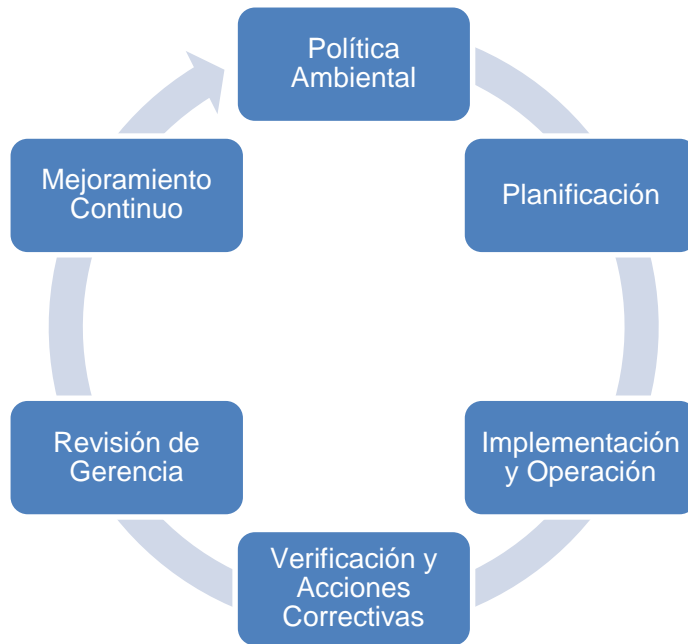 Política
Ambiental
Planificación
Implementación
y Operación
Verificación y
Acciones
Correctivas
Revisión de
Gerencia
Mejoramiento
Continuo